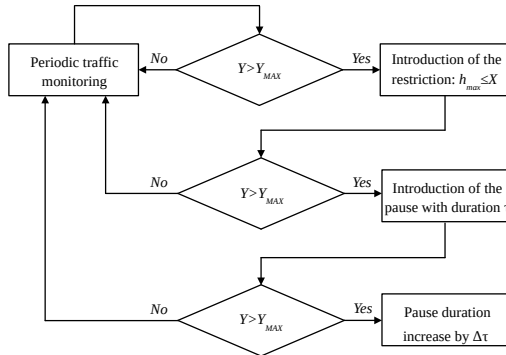 No
Yes
Periodic traffic
monitoring
Y>Y_MAX
Introduction of the
restriction: h_max≤X
No
Yes
Y>Y_MAX
Introduction of the
pause with duration τ
No
Yes
Y>Y_MAX
Pause duration
increase by Δτ